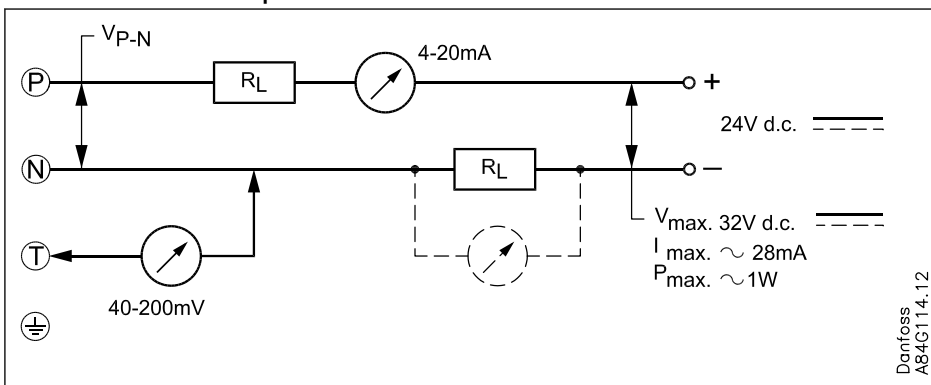 VP-N
4-20mA
P
RL
+
24V d.c.
N
RL
−
Vmax. 32V d.c.
Imax. ~ 28mA
Pmax. ~1W
T
40-200mV
Danfoss
A84G114.12